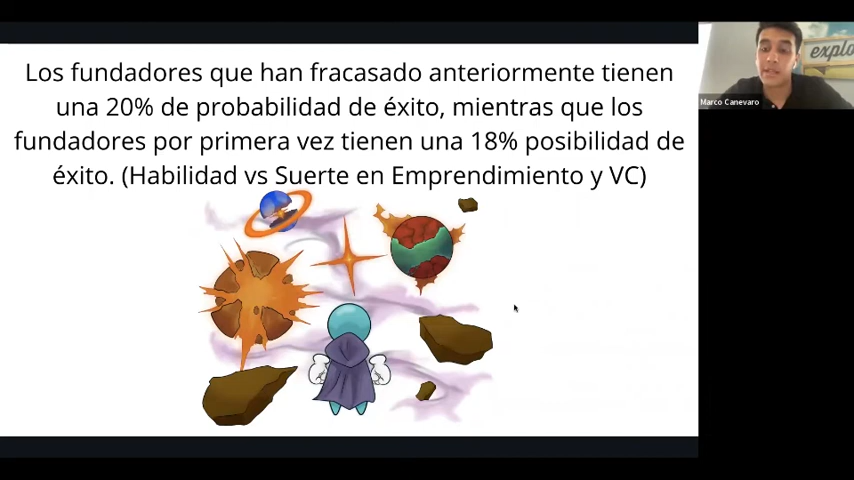 Los fundadores que han fracasado anteriormente tienen
una 20% de probabilidad de éxito, mientras que los
fundadores por primera vez tienen una 18% posibilidad de
éxito. (Habilidad vs Suerte en Emprendimiento y VC)
explo
Marco Canevaro